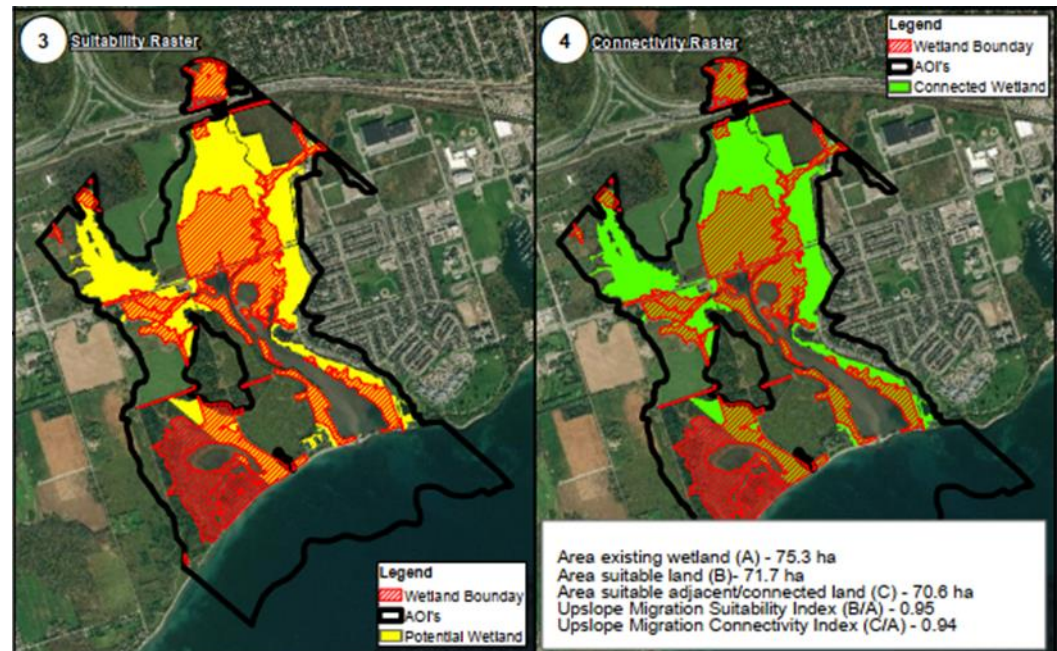 3 Suitability Raster
Legend
Wetland Bounday
AOI's
Potential Wetland
4 Connectivity Raster
Legend
Wetland Bounday
AOI's
Connected Wetland
Area existing wetland (A) - 75.3 ha
Area suitable land (B)- 71.7 ha
Area suitable adjacent/connected land (C) - 70.6 ha
Upslope Migration Suitability Index (B/A) - 0.95
Upslope Migration Connectivity Index (C/A) - 0.94